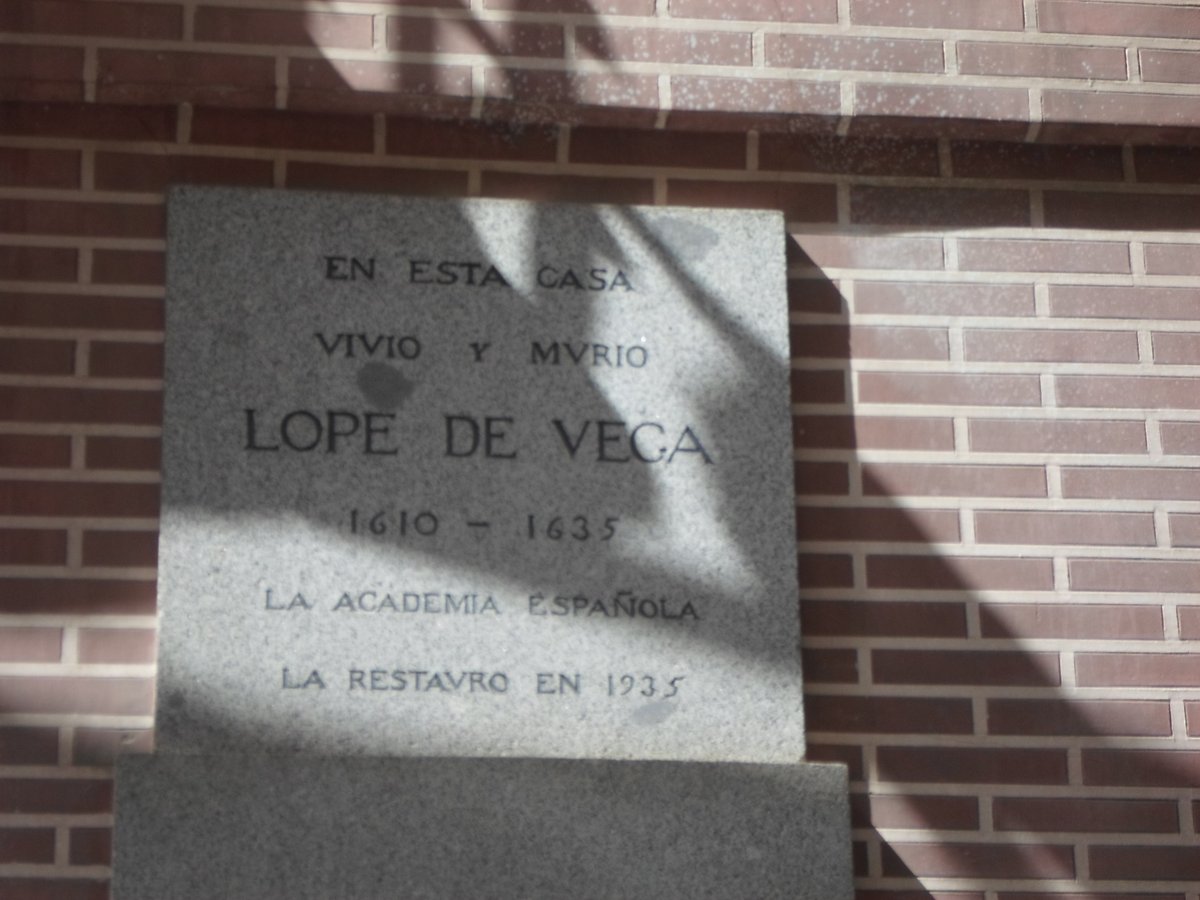 EN ESTA CASA
VIVIO Y MVRIO
LOPE DE VEGA
1610 – 1635
LA ACADEMIA ESPAÑOLA
LA RESTAVRO EN 1935